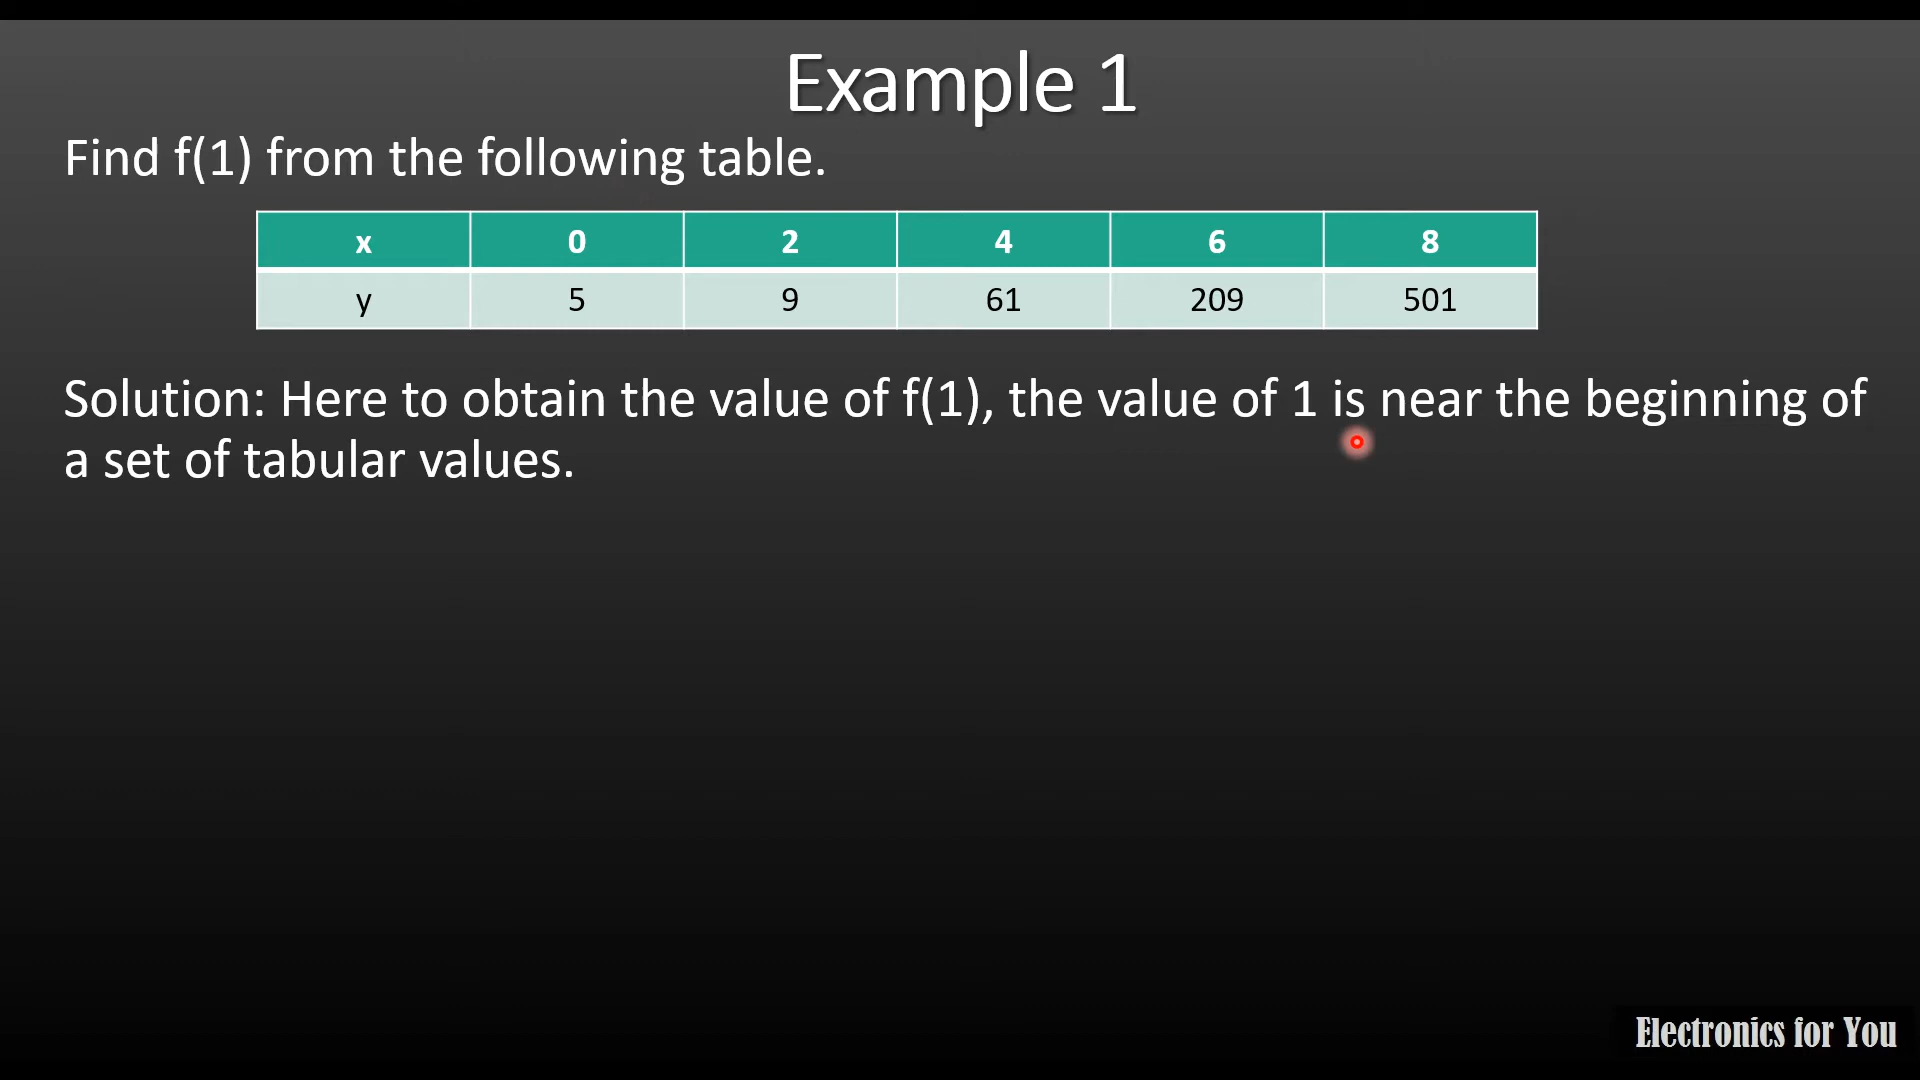 Example 1
Find f(1) from the following table.
x 0 2 4 6 8
y 5 9 61 209 501
Solution: Here to obtain the value of f(1), the value of 1 is near the beginning of
a set of tabular values.
Electronics for You